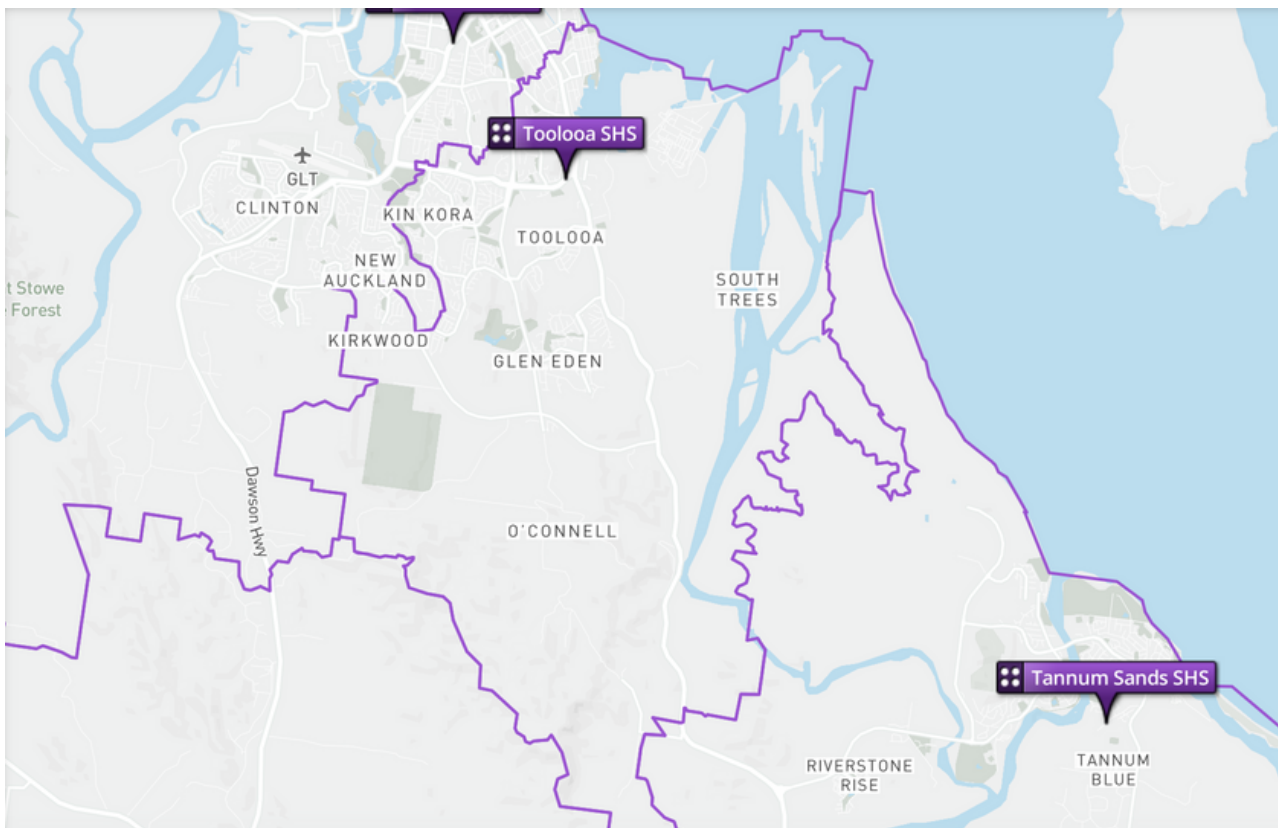 Toolooa SHS
GLT
CLINTON
KIN KORA
TOOLOOA
NEW
AUCKLAND
SOUTH
TREES
t Stowe
Forest
KIRKWOOD
GLEN EDEN
Dawson Hwy
O'CONNELL
Tannum Sands SHS
RIVERSTONE
RISE
TANNUM
BLUE